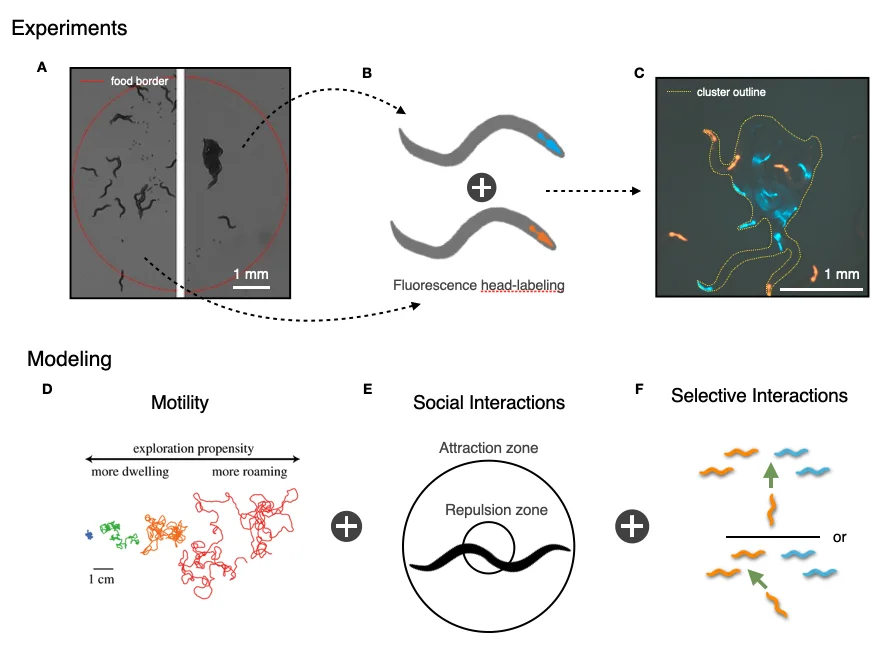 Experiments
A
food border
1 mm
B
Fluorescence head-labeling
C
cluster outline
1 mm
Modeling
D
Motility
exploration propensity
more dwelling more roaming
1 cm
E
Social Interactions
Attraction zone
Repulsion zone
F
Selective Interactions
or